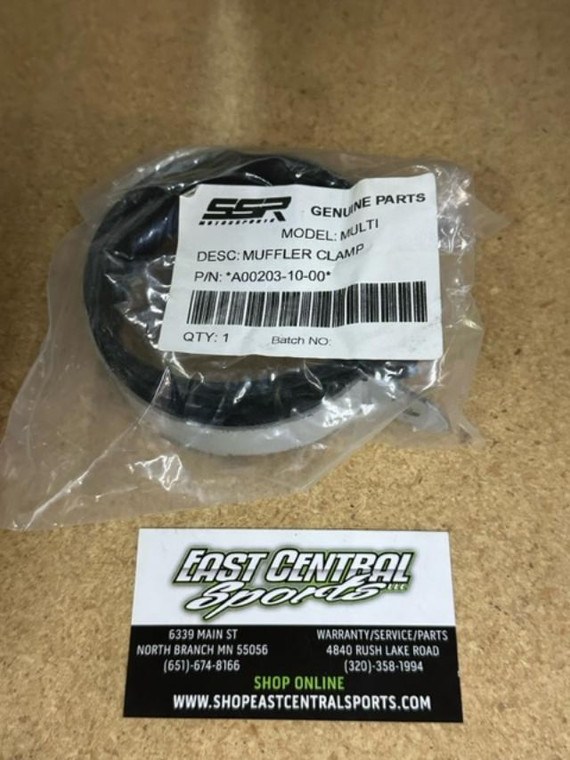 SSR
MOTORSPORTS
GENUINE PARTS
MODEL: MULTI
DESC: MUFFLER CLAMP
P/N: *A00203-10-00*
QTY: 1 Batch NO:
EAST CENTRAL
Sports LLC
6339 MAIN ST
NORTH BRANCH MN 55056
(651)-674-8166
WARRANTY/SERVICE/PARTS
4840 RUSH LAKE ROAD
(320)-358-1994
SHOP ONLINE
WWW.SHOPEASTCENTRALSPORTS.COM